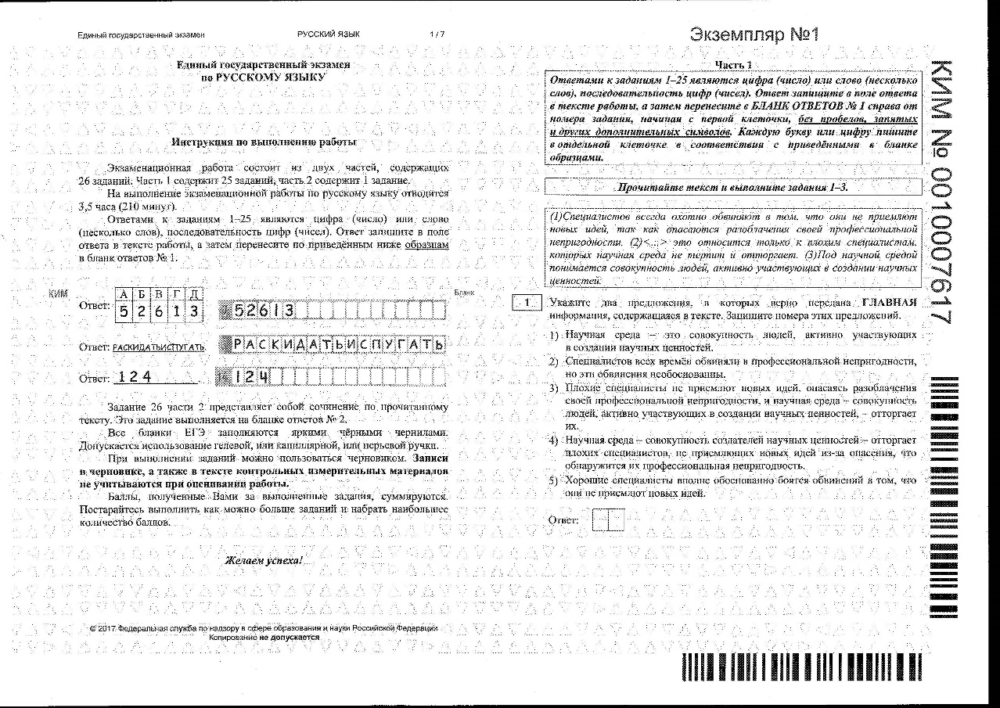 Единый государственный экзамен
РУССКИЙ ЯЗЫК
1 / 7
Единый государственный экзамен
по РУССКОМУ ЯЗЫКУ
Инструкция по выполнению работы
Экзаменационная работа состоит из двух частей, содержащих
26 заданий. Часть 1 содержит 25 заданий, часть 2 содержит 1 задание.
На выполнение экзаменационной работы по русскому языку отводится
3,5 часа (210 минут).
Ответами к заданиям 1–25 являются цифра (число) или слово
(несколько слов), последовательность цифр (чисел). Ответ запишите в поле
ответа в тексте работы, а затем перенесите по приведённым ниже образцам
в бланк ответов № 1.
КИМ
Бланк
А Б В Г Д
Ответ: 5 2 6 1 3
52613
Ответ: РАСКИДАТЬИСПУГАТЬ.
РАСКИДАТЬИСПУГАТЬ
Ответ: 1 2 4 .
124
Задание 26 части 2 представляет собой сочинение по прочитанному
тексту. Это задание выполняется на бланке ответов № 2.
Все бланки ЕГЭ заполняются яркими чёрными чернилами.
Допускается использование гелевой, или капиллярной, или перьевой ручки.
При выполнении заданий можно пользоваться черновиком. Записи
в черновике, а также в тексте контрольных измерительных материалов
не учитываются при оценивании работы.
Баллы, полученные Вами за выполненные задания, суммируются.
Постарайтесь выполнить как можно больше заданий и набрать наибольшее
количество баллов.
Желаем успеха!
© 2017 Федеральная служба по надзору в сфере образования и науки Российской Федерации
Копирование не допускается
Экземпляр №1
Часть 1
Ответами к заданиям 1–25 являются цифра (число) или слово (несколько
слов), последовательность цифр (чисел). Ответ запишите в поле ответа
в тексте работы, а затем перенесите в БЛАНК ОТВЕТОВ № 1 справа от
номера задания, начиная с первой клеточки, без пробелов, запятых
и других дополнительных символов. Каждую букву или цифру пишите
в отдельной клеточке в соответствии с приведёнными в бланке
образцами.
Прочитайте текст и выполните задания 1–3.
(1)Специалистов всегда охотно обвиняют в том, что они не приемлют
новых идей, так как опасаются разоблачения своей профессиональной
непригодности. (2)<...> это относится только к плохим специалистам,
которых научная среда не терпит и отторгает. (3)Под научной средой
понимается совокупность людей, активно участвующих в создании научных
ценностей.
1
Укажите два предложения, в которых верно передана ГЛАВНАЯ
информация, содержащаяся в тексте. Запишите номера этих предложений.
1) Научная среда – это совокупность людей, активно участвующих
в создании научных ценностей.
2) Специалистов всех времён обвиняли в профессиональной непригодности,
но эти обвинения необоснованны.
3) Плохие специалисты не приемлют новых идей, опасаясь разоблачения
своей профессиональной непригодности, и научная среда – совокупность
людей, активно участвующих в создании научных ценностей, – отторгает
их.
4) Научная среда – совокупность создателей научных ценностей – отторгает
плохих специалистов, не приемлющих новых идей из-за опасения, что
обнаружится их профессиональная непригодность.
5) Хорошие специалисты вполне обоснованно боятся обвинений в том, что
они не приемлют новых идей.
Ответ:
КИМ № 0010007617